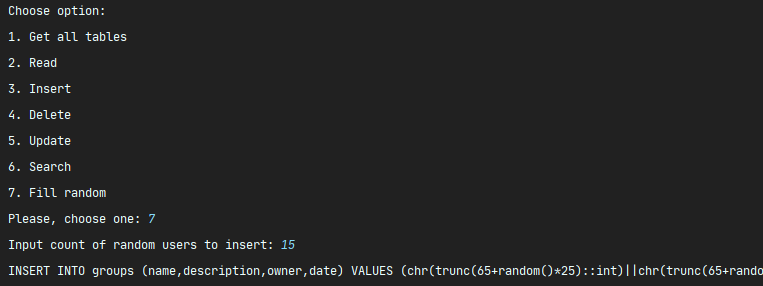 Choose option:
1. Get all tables
2. Read
3. Insert
4. Delete
5. Update
6. Search
7. Fill random
Please, choose one: 7
Input count of random users to insert: 15
INSERT INTO groups (name,description,owner,date) VALUES (chr(trunc(65+random()*25)::int)||chr(trunc(65+rando